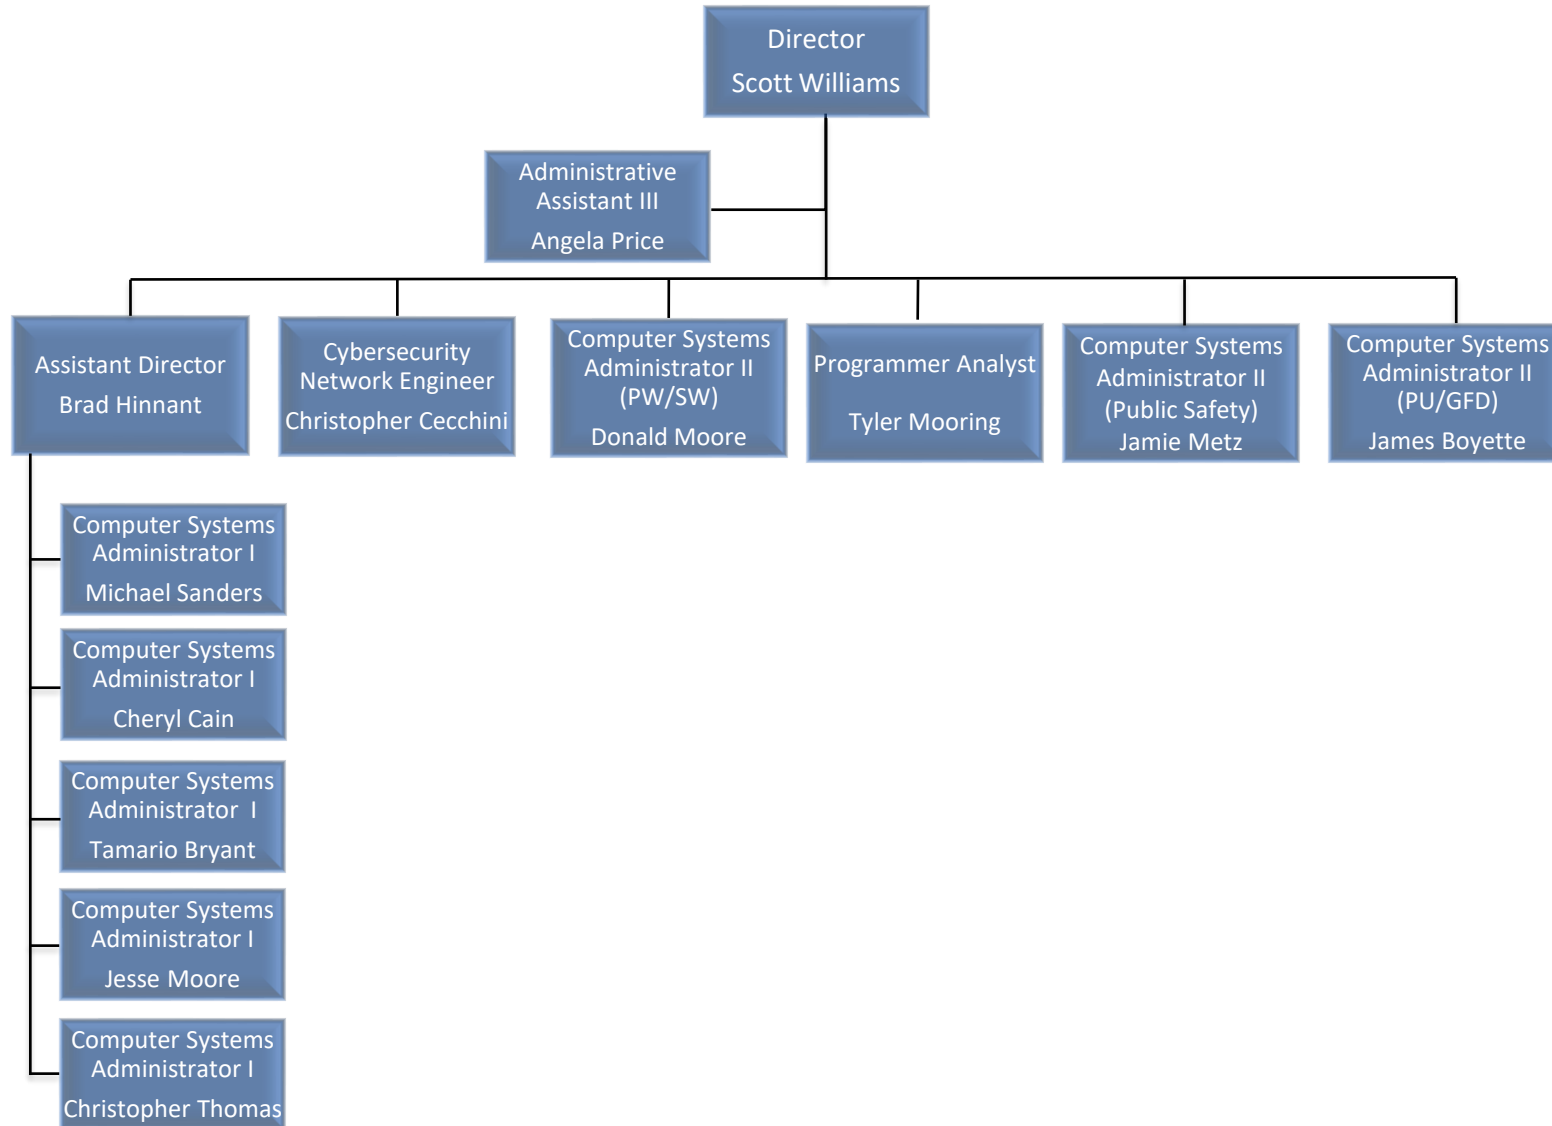 Director
Scott Williams
Administrative
Assistant III
Angela Price
Assistant Director
Brad Hinnant
Cybersecurity
Network Engineer
Christopher Cecchini
Computer Systems
Administrator II
(PW/SW)
Donald Moore
Programmer Analyst
Tyler Mooring
Computer Systems
Administrator II
(Public Safety)
Jamie Metz
Computer Systems
Administrator II
(PU/GFD)
James Boyette
Computer Systems
Administrator I
Michael Sanders
Computer Systems
Administrator I
Cheryl Cain
Computer Systems
Administrator I
Tamario Bryant
Computer Systems
Administrator I
Jesse Moore
Computer Systems
Administrator I
Christopher Thomas